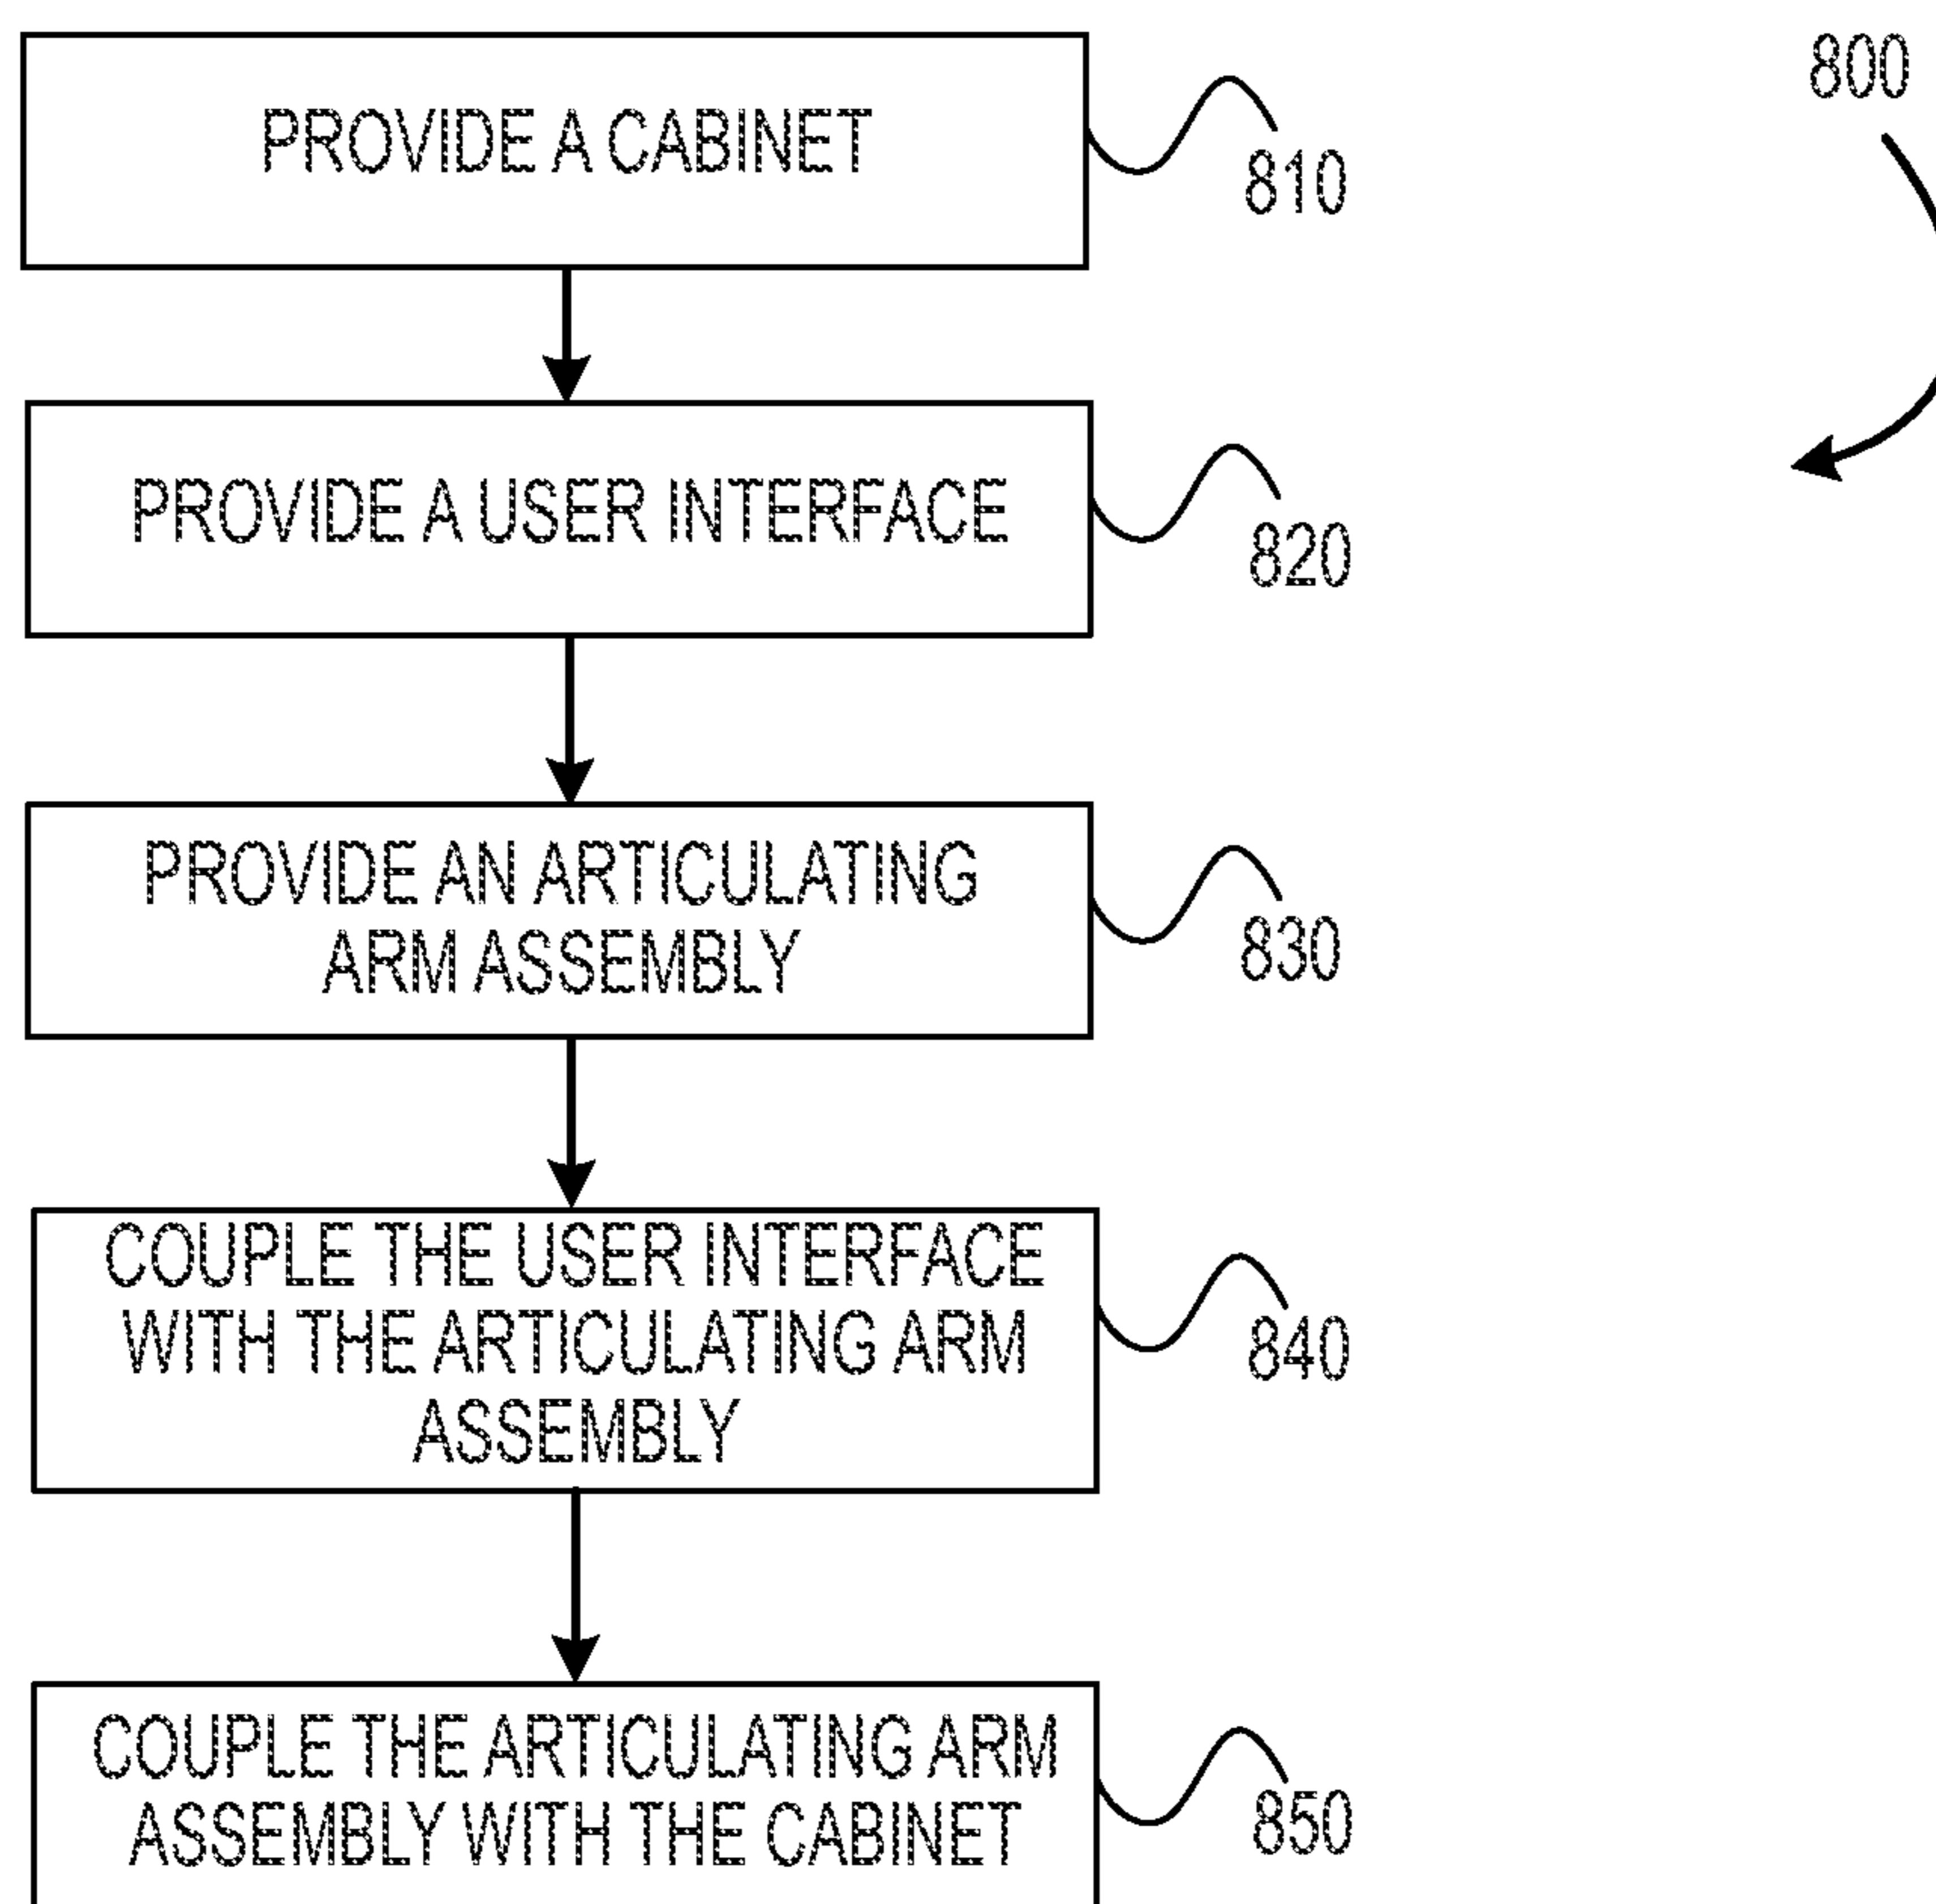 PROVIDE A CABINET
810
800
PROVIDE A USER INTERFACE
820
PROVIDE AN ARTICULATING
ARM ASSEMBLY
830
COUPLE THE USER INTERFACE
WITH THE ARTICULATING ARM
ASSEMBLY
840
COUPLE THE ARTICULATING ARM
ASSEMBLY WITH THE CABINET
850